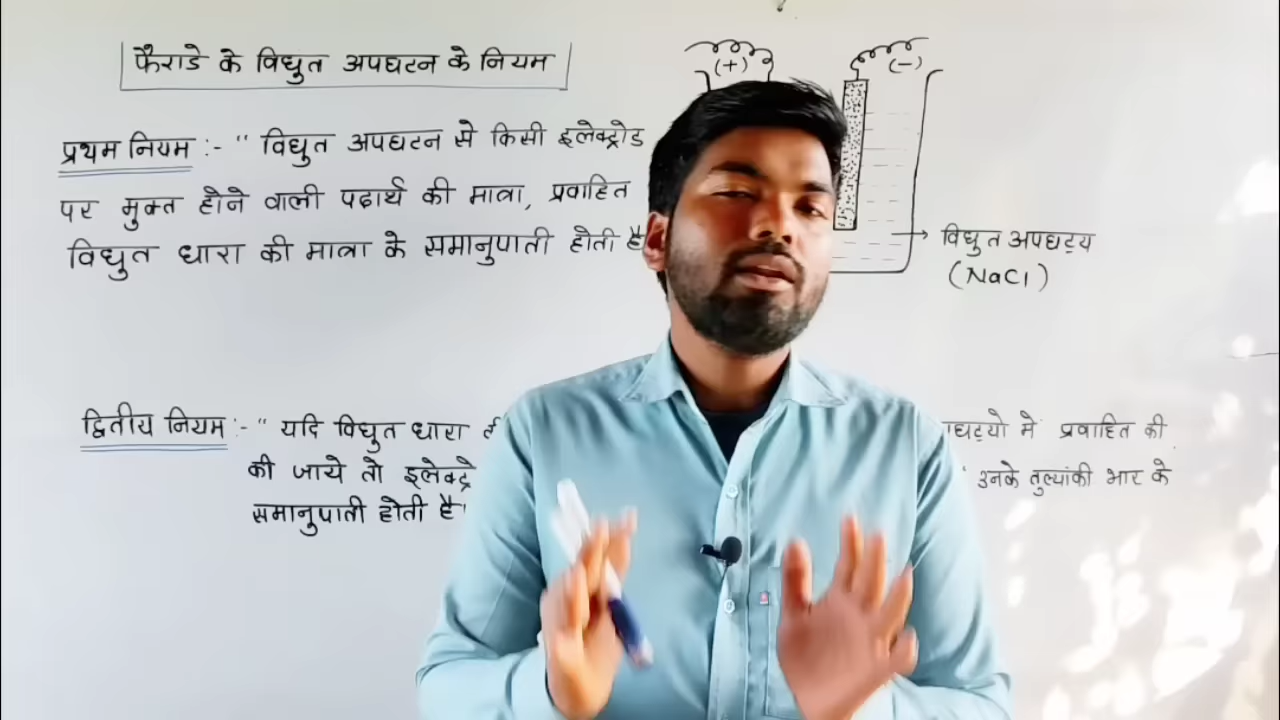 फैराडे के विधुत अपघटन के नियम
(+)
(-)
प्रथम नियम :- " विधुत अपघटन से किसी इलेक्ट्रोड
पर मुक्त होने वाली पदार्थ की मात्रा, प्रवाहित
विधुत धारा की मात्रा के समानुपाती होती है
विधुत अपघट्य
(NaCl)
द्वितीय नियम :- " यदि विधुत धारा में प्रवाहित की
की जाये तो उनके तुल्यांकी भार के
समानुपाती होती है।